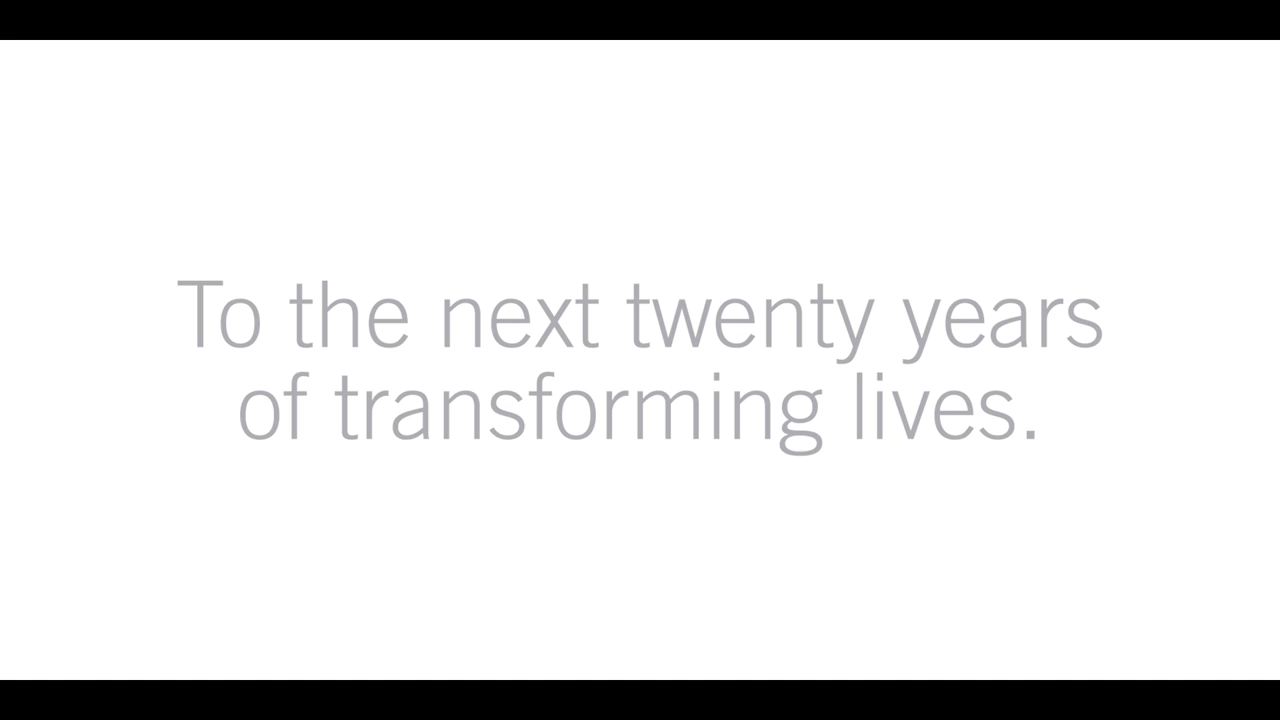 To the next twenty years
of transforming lives.